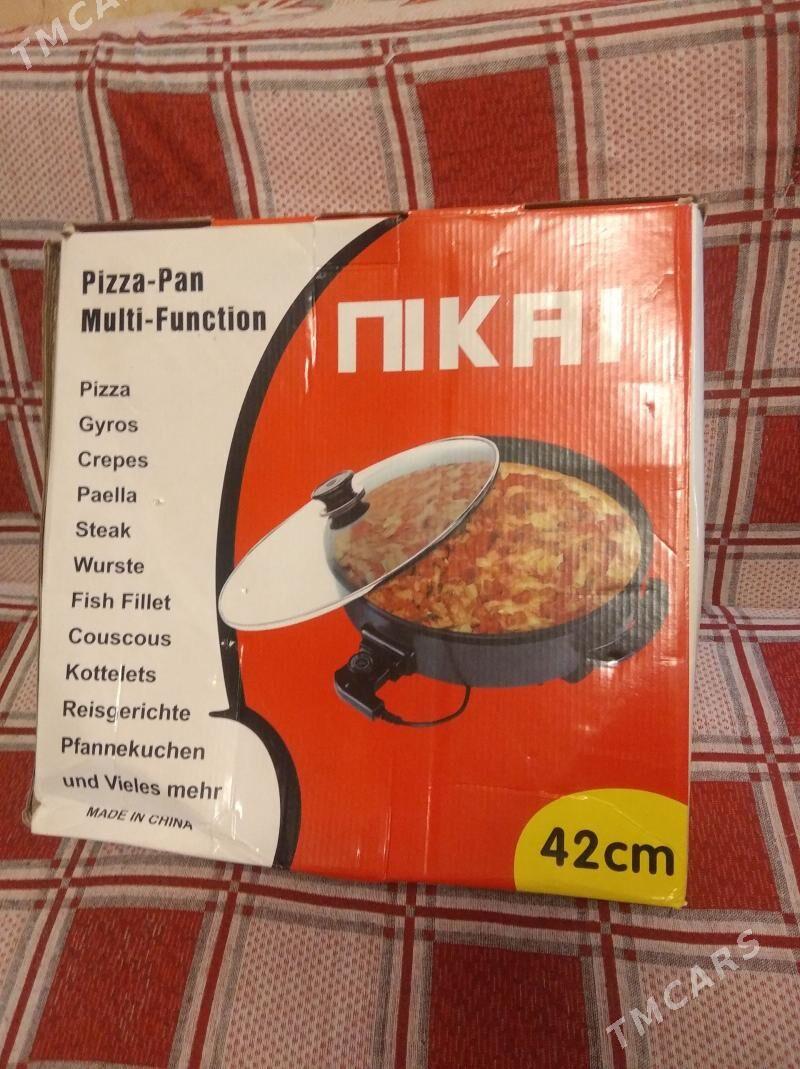 TMCARS
Pizza-Pan
Multi-Function
NIKAI
Pizza
Gyros
Crepes
Paella
Steak
Wurste
Fish Fillet
Couscous
Kottelets
Reisgerichte
Pfannekuchen
und Vieles mehr
MADE IN CHINA
42cm
TMCARS